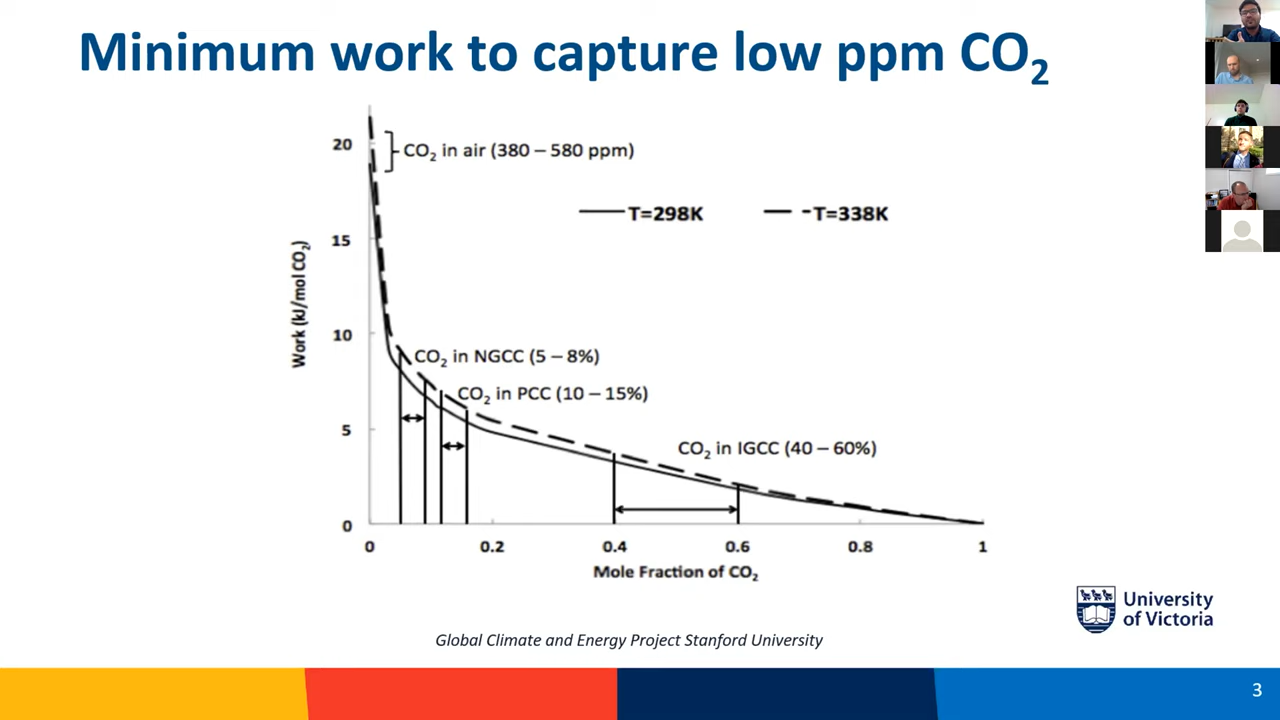 Minimum work to capture low ppm CO₂
20
CO₂ in air (380 – 580 ppm)
T=298K
T=338K
15
Work (kJ/mol CO₂)
10
CO₂ in NGCC (5 – 8%)
CO₂ in PCC (10 – 15%)
5
CO₂ in IGCC (40 – 60%)
0
0 0.2 0.4 0.6 0.8 1
Mole Fraction of CO₂
University
of Victoria
Global Climate and Energy Project Stanford University
3